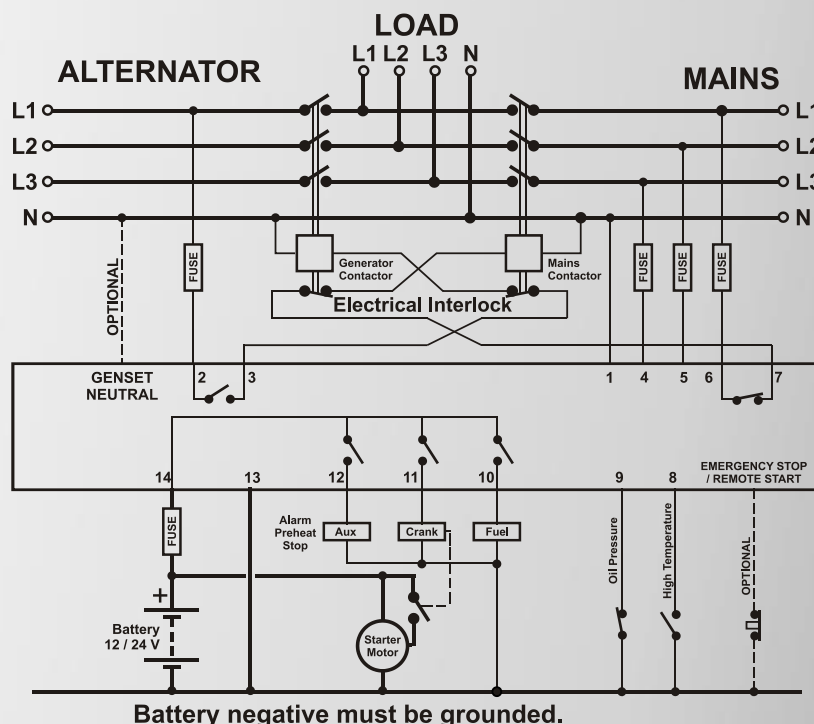 LOAD
L1 L2 L3 N
ALTERNATOR
MAINS
L1
L1
L2
L2
L3
L3
N
N
OPTIONAL
FUSE
Generator
Contactor
Mains
Contactor
FUSE
FUSE
FUSE
Electrical Interlock
GENSET
NEUTRAL
2
3
1
4
5
6
7
14
13
12
11
10
9
8
EMERGENCY STOP
/ REMOTE START
FUSE
Alarm
Preheat
Stop
Aux
Crank
Fuel
Oil Pressure
High Temperature
OPTIONAL
+
Battery
12 / 24 V
Starter
Motor
Battery negative must be grounded.